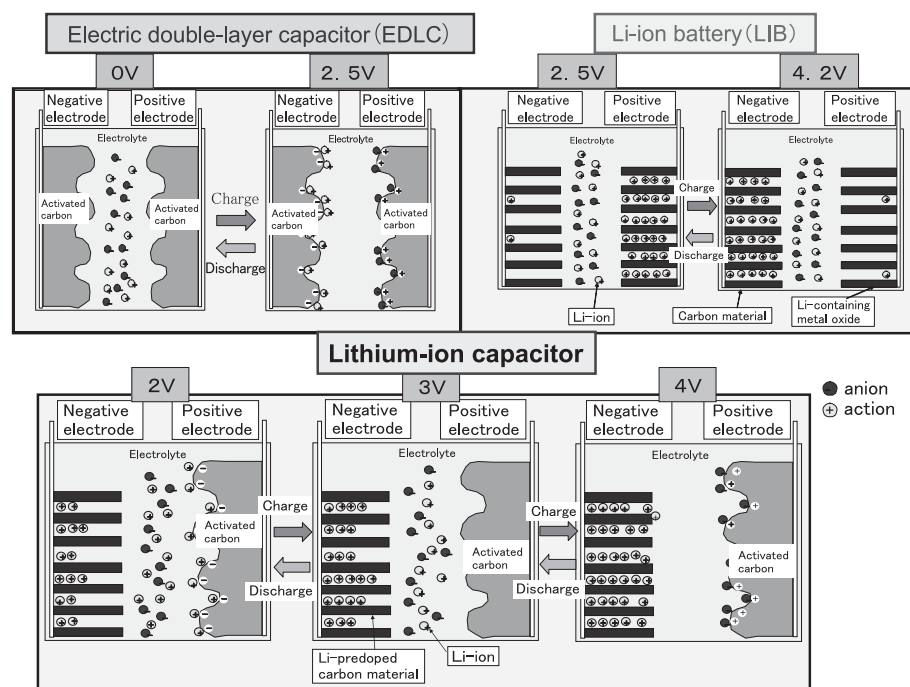 Electric double-layer capacitor(EDLC)
Li-ion battery(LIB)
0V
2. 5V
2. 5V
4. 2V
Negative
electrode
Positive
electrode
Negative
electrode
Positive
electrode
Negative
electrode
Positive
electrode
Negative
electrode
Positive
electrode
Electrolyte
Electrolyte
Electrolyte
Electrolyte
Activated
carbon
Activated
carbon
Charge
Discharge
Activated
carbon
Activated
carbon
Charge
Discharge
Li-ion
Carbon material
Li-containing
metal oxide
Lithium-ion capacitor
2V
3V
4V
anion
action
Negative
electrode
Positive
electrode
Negative
electrode
Positive
electrode
Negative
electrode
Positive
electrode
Electrolyte
Electrolyte
Electrolyte
Activated
carbon
Charge
Discharge
Activated
carbon
Charge
Discharge
Activated
carbon
Li-predoped
carbon material
Li-ion